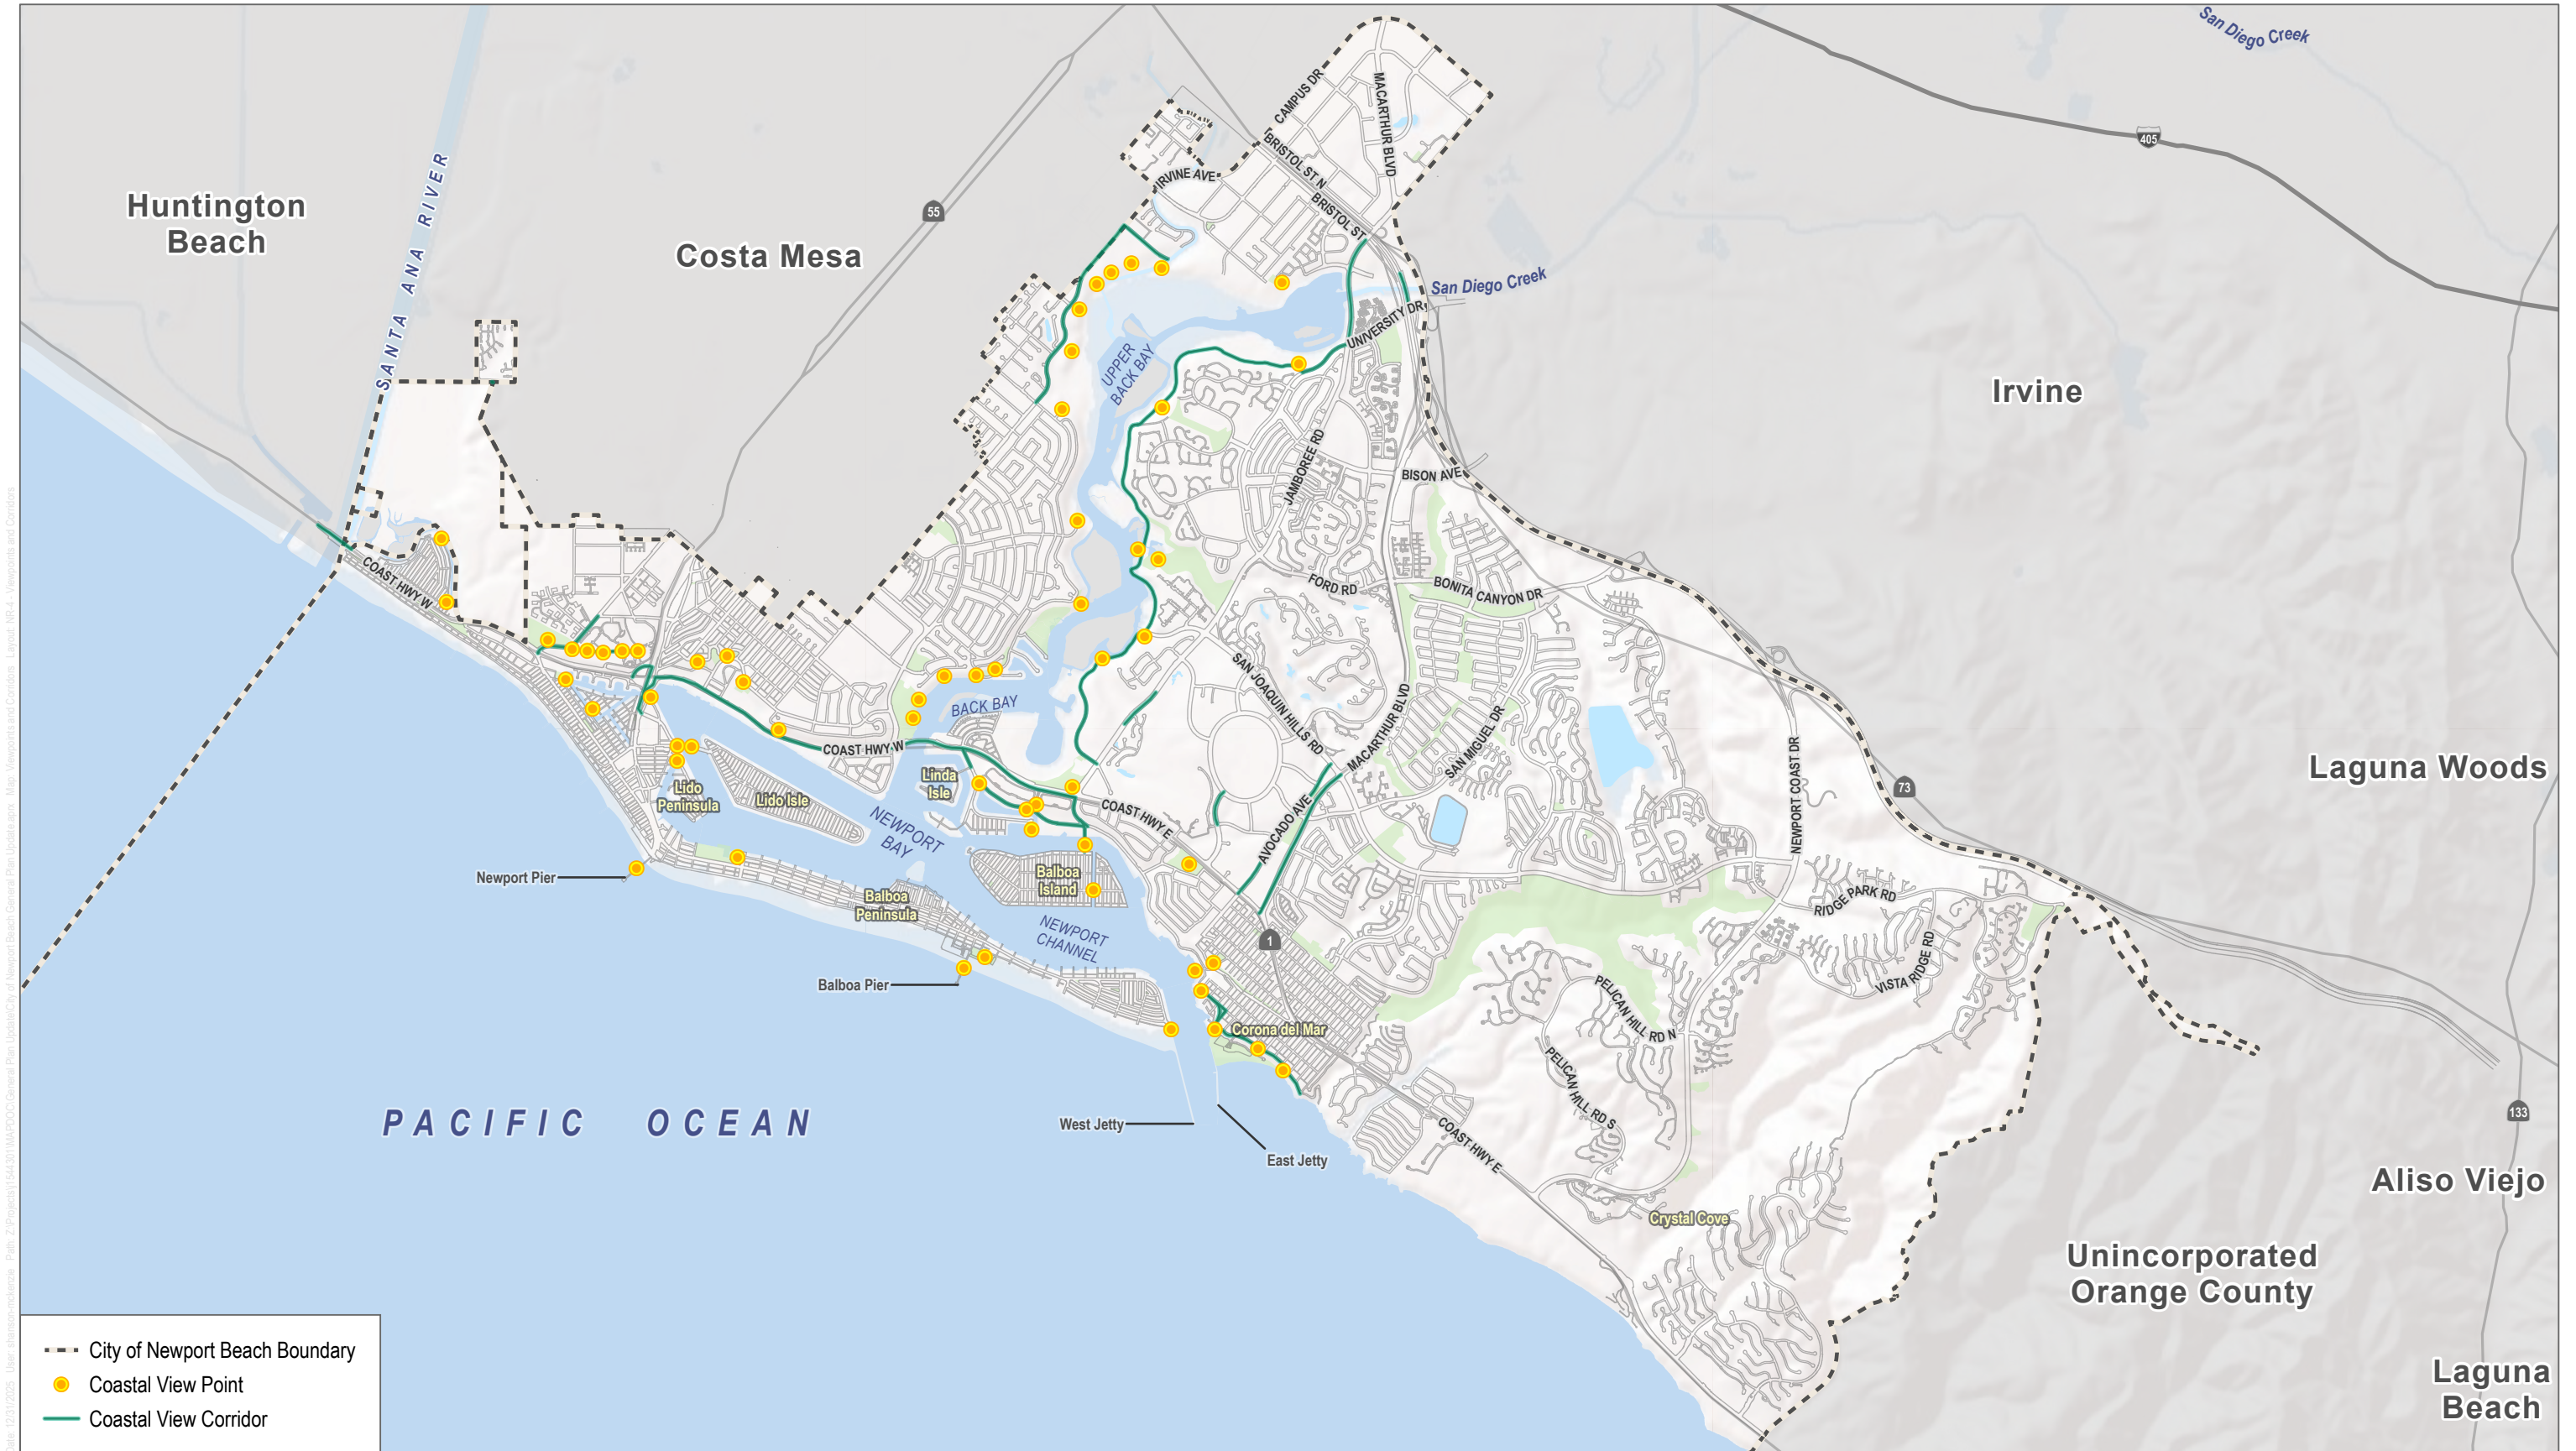 San Diego Creek
405
CAMPUS DR
MACARTHUR BLVD
BRISTOL ST N
BRISTOL ST
IRVINE AVE
Huntington
Beach
SANTA ANA RIVER
Costa Mesa
55
San Diego Creek
UNIVERSITY DR
UPPER
BACK BAY
Irvine
JAMBOREE RD
BISON AVE
COAST HWY W
FORD RD
BONITA CANYON DR
SAN JOAQUIN HILLS RD
MACARTHUR BLVD
SAN MIGUEL DR
BACK BAY
COAST HWY W
NEWPORT COAST DR
Laguna Woods
73
Linda
Isle
Lido
Peninsula
Lido Isle
NEWPORT
BAY
COAST HWY E
AVOCADO AVE
Newport Pier
Balboa
Island
Balboa
Peninsula
RIDGE PARK RD
NEWPORT
CHANNEL
1
VISTA RIDGE RD
Balboa Pier
PELICAN HILL RD N
Corona del Mar
PELICAN HILL RD S
PACIFIC OCEAN
West Jetty
East Jetty
COAST HWY E
133
Aliso Viejo
Crystal Cove
Unincorporated
Orange County
Laguna
Beach
City of Newport Beach Boundary
Coastal View Point
Coastal View Corridor